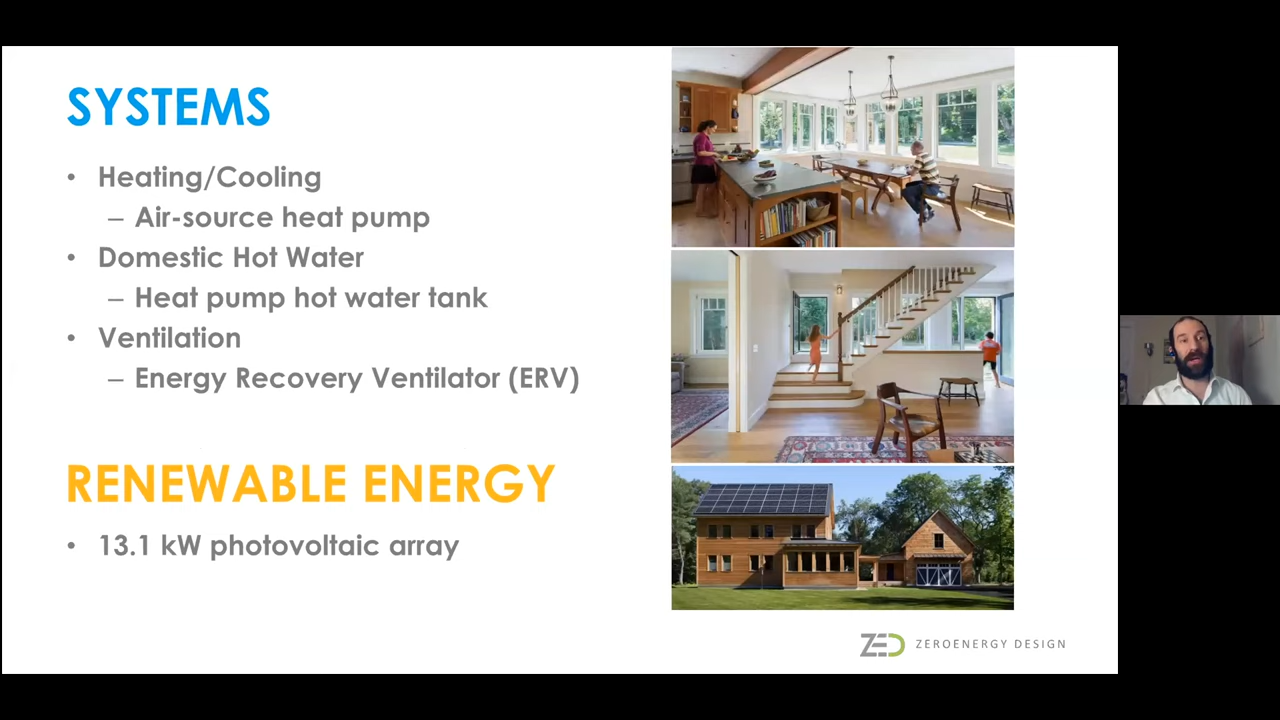 SYSTEMS
• Heating/Cooling
– Air-source heat pump
• Domestic Hot Water
– Heat pump hot water tank
• Ventilation
– Energy Recovery Ventilator (ERV)
RENEWABLE ENERGY
• 13.1 kW photovoltaic array
ZED ZEROENERGY DESIGN